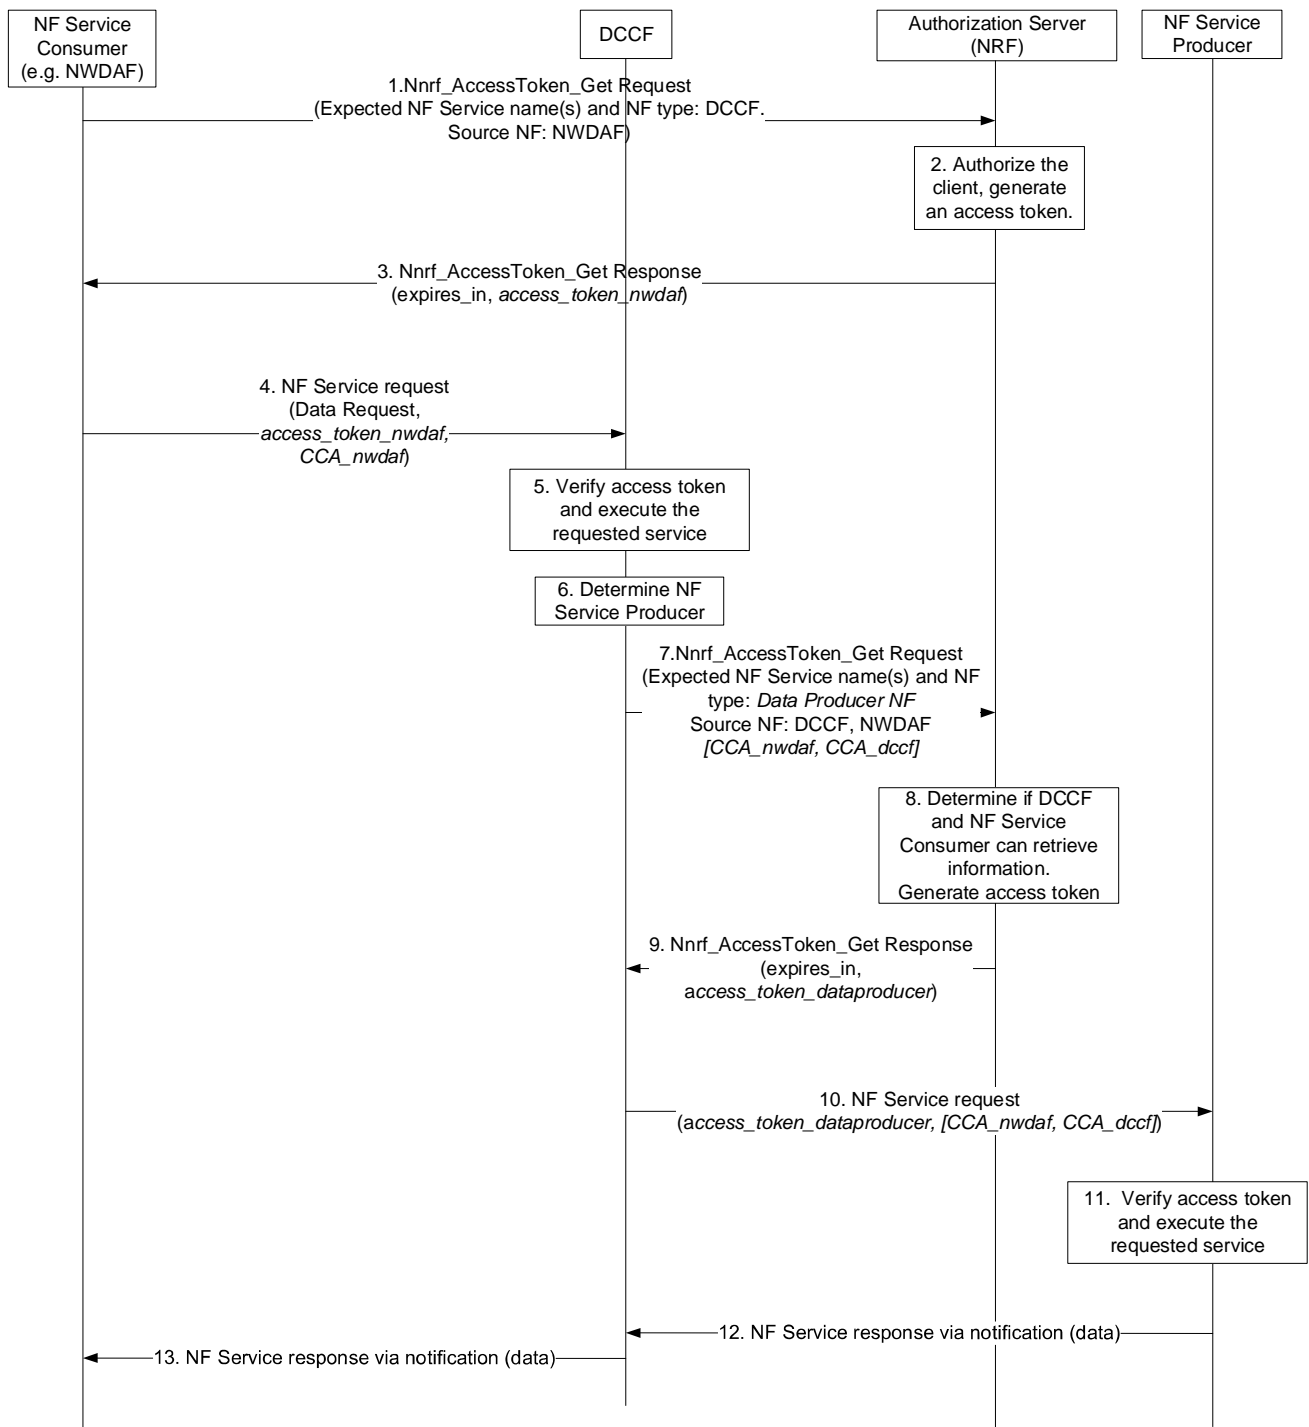 NF Service
Consumer
(e.g. NWDAF)
DCCF
Authorization Server
(NRF)
NF Service
Producer
1.Nnrf_AccessToken_Get Request
(Expected NF Service name(s) and NF type: DCCF.
Source NF: NWDAF)
2. Authorize the
client, generate
an access token.
3. Nnrf_AccessToken_Get Response
(expires_in, access_token_nwdaf)
4. NF Service request
(Data Request,
access_token_nwdaf,
CCA_nwdaf)
5. Verify access token
and execute the
requested service
6. Determine NF
Service Producer
7.Nnrf_AccessToken_Get Request
(Expected NF Service name(s) and NF
type: Data Producer NF
Source NF: DCCF, NWDAF
[CCA_nwdaf, CCA_dccf]
8. Determine if DCCF
and NF Service
Consumer can retrieve
information.
Generate access token
9. Nnrf_AccessToken_Get Response
(expires_in,
access_token_dataproducer)
10. NF Service request
(access_token_dataproducer, [CCA_nwdaf, CCA_dccf])
11. Verify access token
and execute the
requested service
12. NF Service response via notification (data)
13. NF Service response via notification (data)